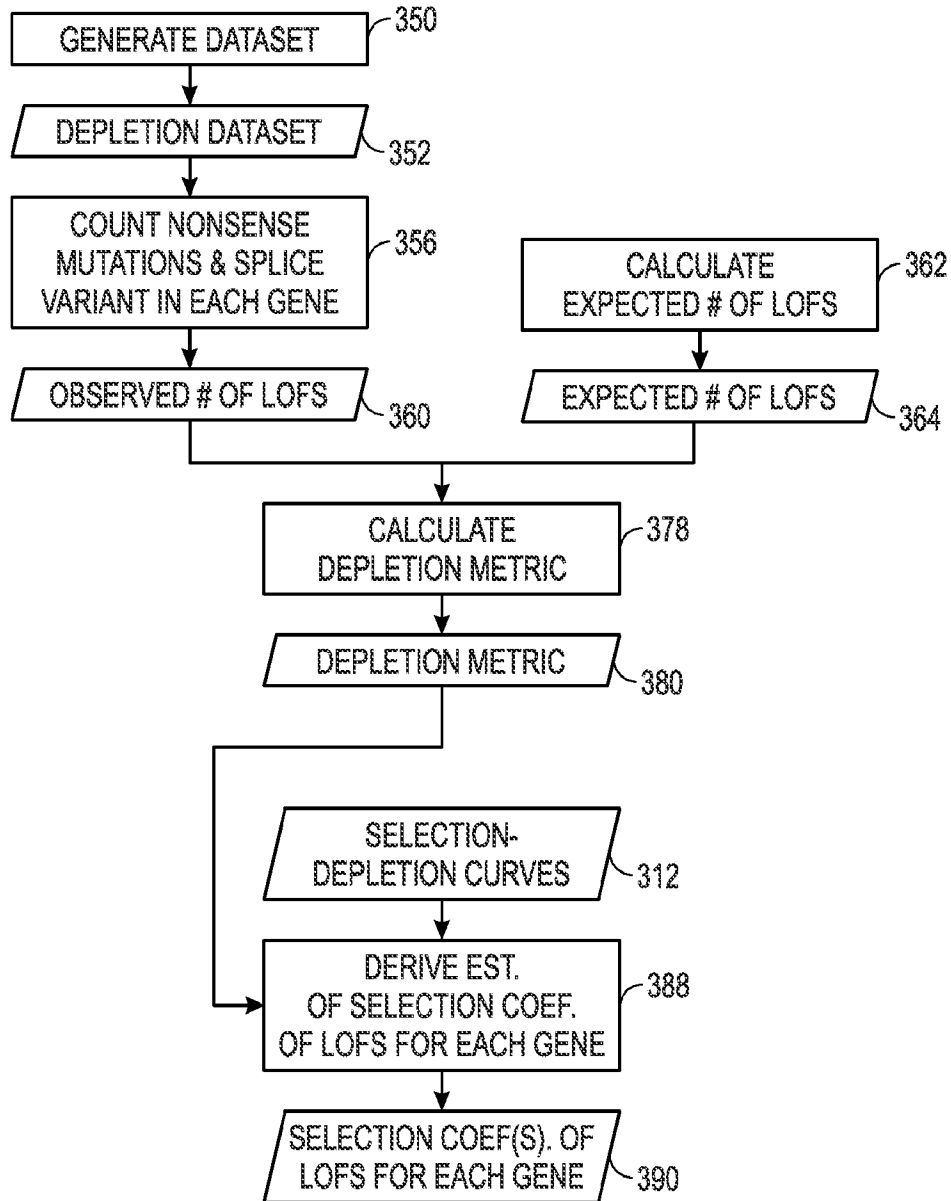 GENERATE DATASET
350
DEPLETION DATASET
352
COUNT NONSENSE
MUTATIONS & SPLICE
VARIANT IN EACH GENE
356
CALCULATE
EXPECTED # OF LOFS
362
OBSERVED # OF LOFS
360
EXPECTED # OF LOFS
364
CALCULATE
DEPLETION METRIC
378
DEPLETION METRIC
380
SELECTION-
DEPLETION CURVES
312
DERIVE EST.
OF SELECTION COEF.
OF LOFS FOR EACH GENE
388
SELECTION COEF(S). OF
LOFS FOR EACH GENE
390